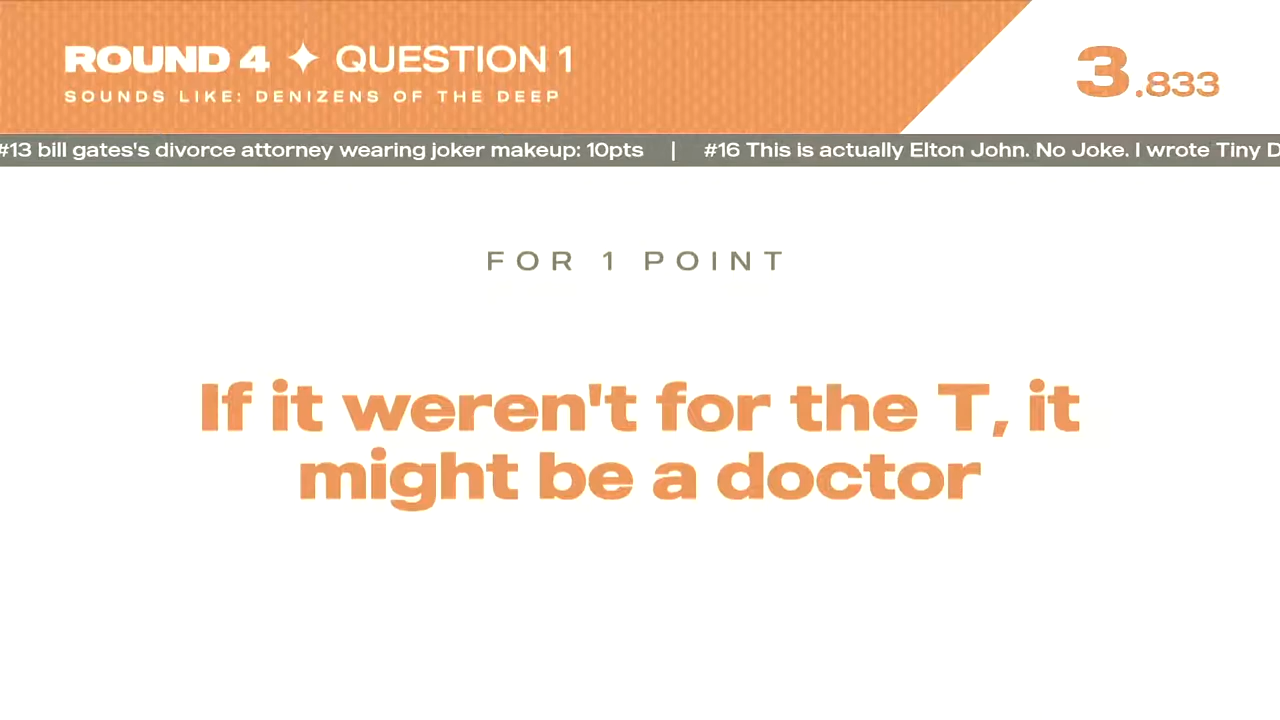 ROUND 4 ✦ QUESTION 1
SOUNDS LIKE: DENIZENS OF THE DEEP
3.833
#13 bill gates's divorce attorney wearing joker makeup: 10pts | #16 This is actually Elton John. No Joke. I wrote Tiny D
FOR 1 POINT
If it weren't for the T, it
might be a doctor